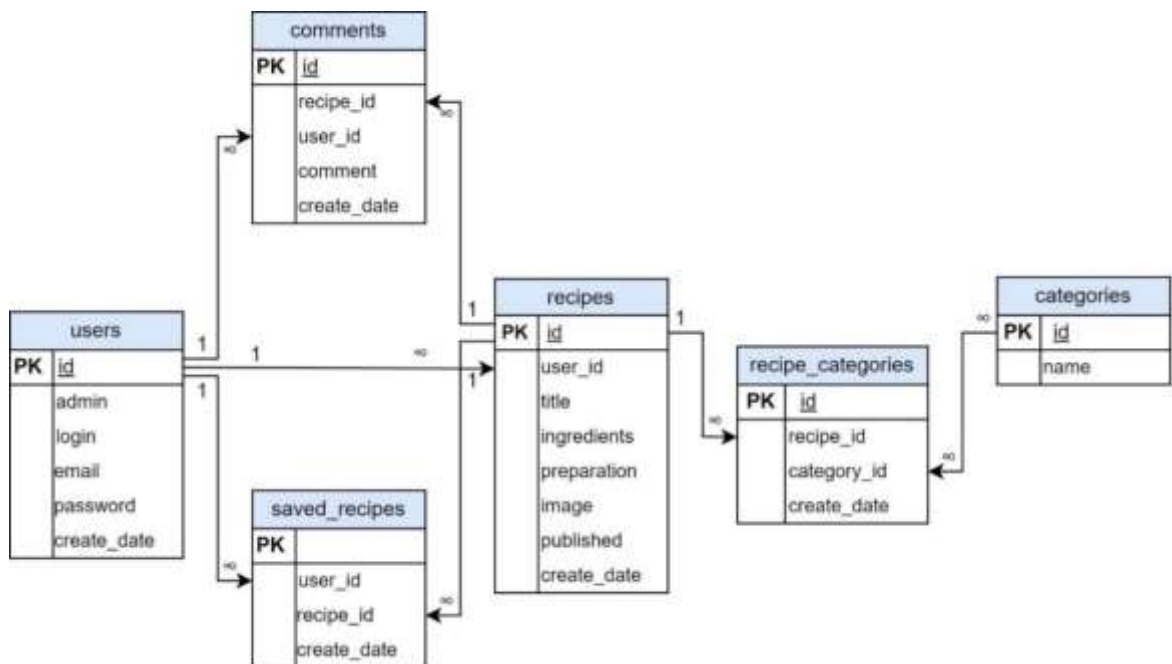 comments
PK id
recipe_id
user_id
comment
create_date
users
PK id
admin
login
email
password
create_date
saved_recipes
PK
user_id
recipe_id
create_date
recipes
PK id
user_id
title
ingredients
preparation
image
published
create_date
recipe_categories
PK id
recipe_id
category_id
create_date
categories
PK id
name
1
∞
1
∞
1
∞
1
∞
1
∞
1
∞
∞
∞